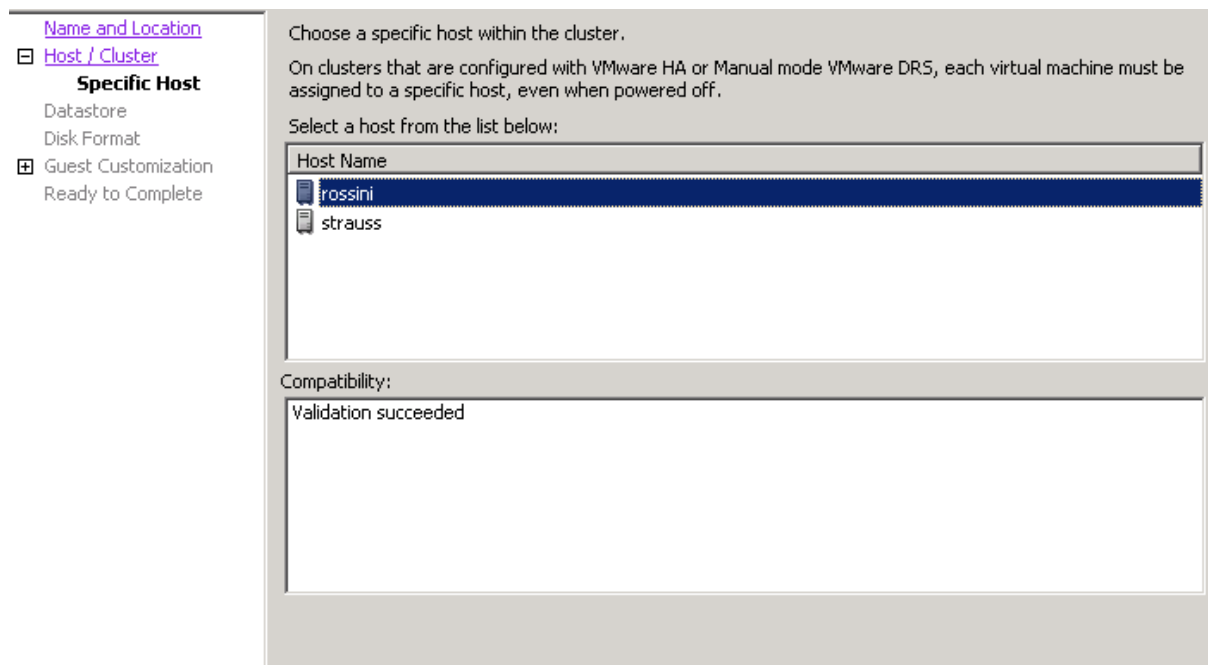 Name and Location
Host / Cluster
Specific Host
Datastore
Disk Format
Guest Customization
Ready to Complete
Choose a specific host within the cluster.
On clusters that are configured with VMware HA or Manual mode VMware DRS, each virtual machine must be
assigned to a specific host, even when powered off.
Select a host from the list below:
Host Name
rossini
strauss
Compatibility:
Validation succeeded